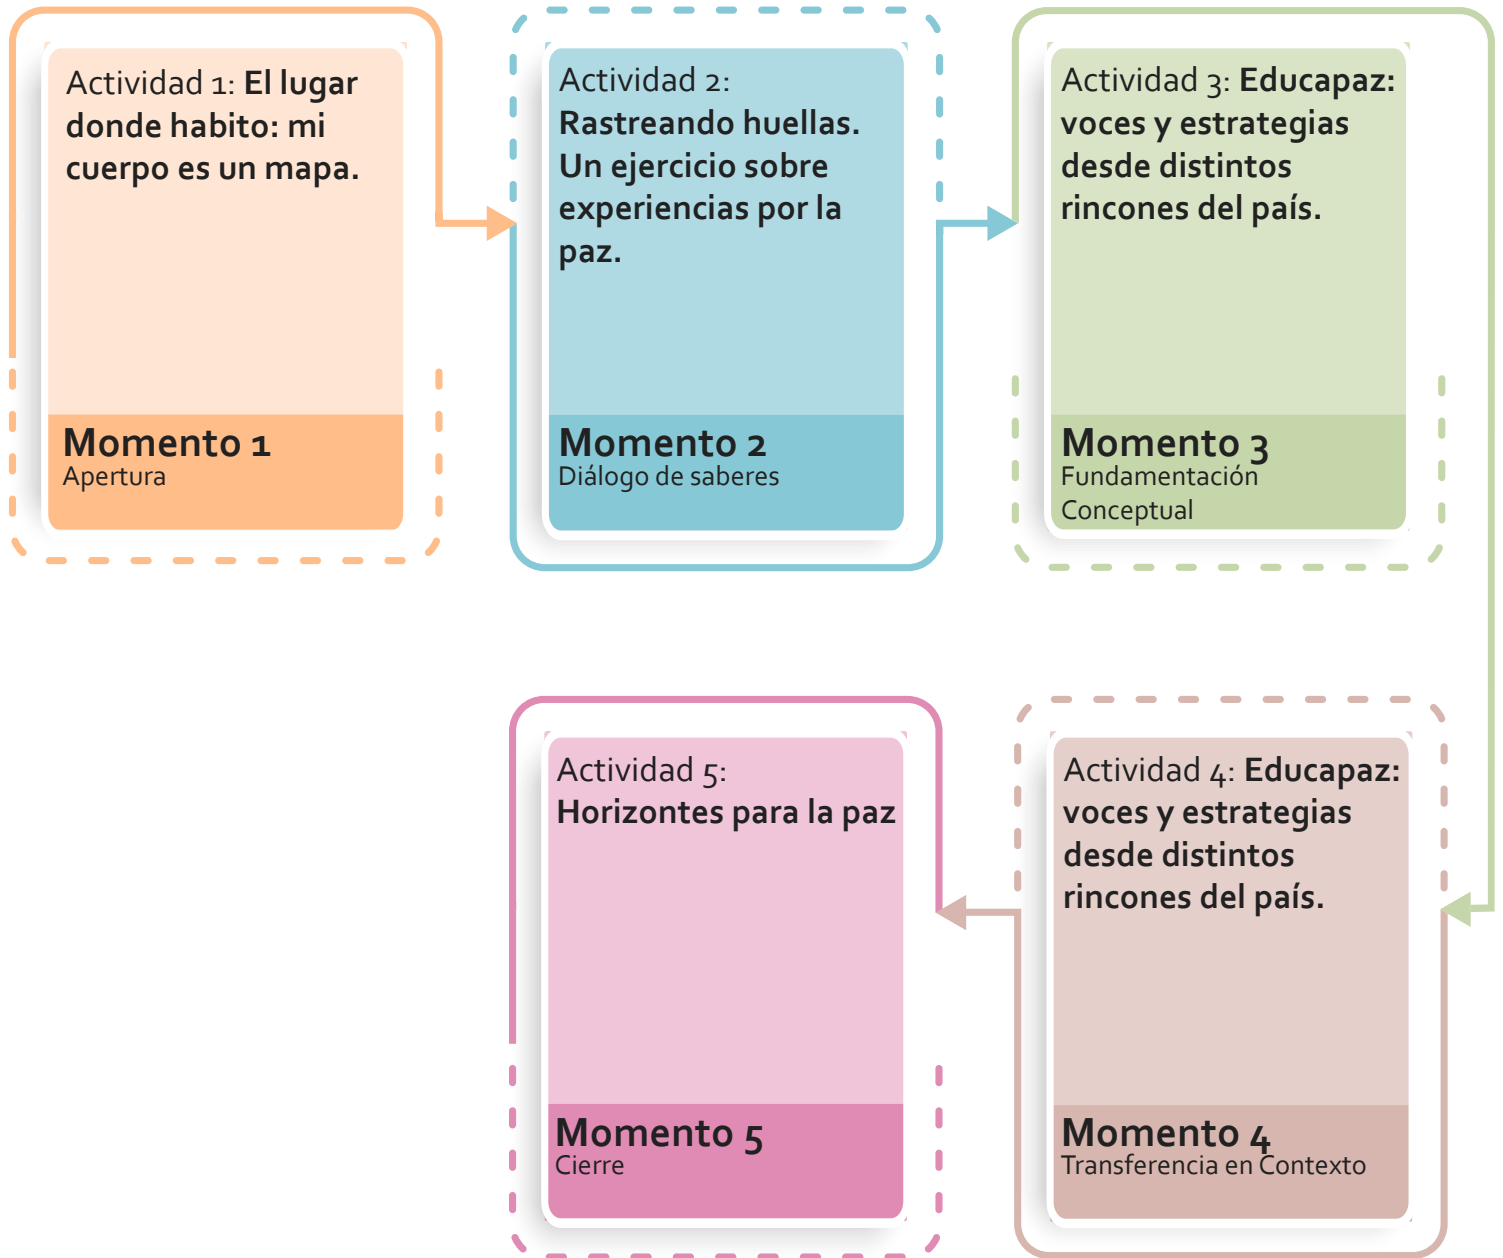 Actividad 1: El lugar
donde habito: mi
cuerpo es un mapa.
Momento 1
Apertura
Actividad 2:
Rastreando huellas.
Un ejercicio sobre
experiencias por la
paz.
Momento 2
Diálogo de saberes
Actividad 3: Educapaz:
voces y estrategias
desde distintos
rincones del país.
Momento 3
Fundamentación
Conceptual
Actividad 4: Educapaz:
voces y estrategias
desde distintos
rincones del país.
Momento 4
Transferencia en Contexto
Actividad 5:
Horizontes para la paz
Momento 5
Cierre